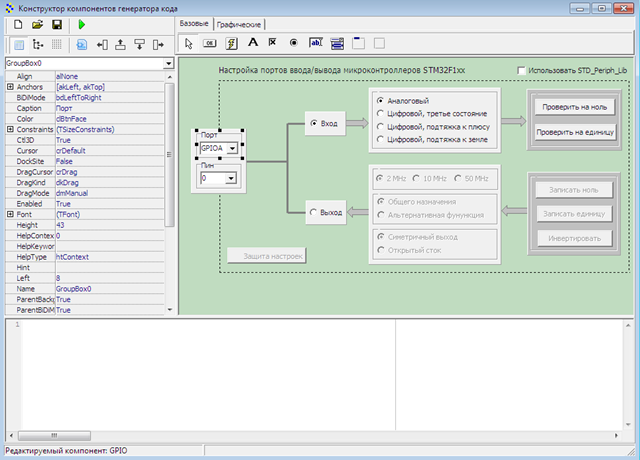 Конструктор компонентов генератора кода
Базовые Графические
GroupBox0
Align alNone
Anchors [akLeft, akTop]
BiDiMode bdLeftToRight
Caption Порт
Color clBtnFace
Constraints (TSizeConstraints)
Ctl3D True
Cursor crDefault
DockSite False
DragCursor crDrag
DragKind dkDrag
DragMode dmManual
Enabled True
Font (TFont)
Height 43
HelpContex 0
HelpKeywor
HelpType htContext
Hint
Left 8
Name GroupBox0
ParentBackg True
ParentBiDiM True
OK
A
ab
Настройка портов ввода/вывода микроконтроллеров STM32F1xx
Использовать STD_Periph_Lib
Порт
GPIOA
Пин
0
Вход
Выход
Аналоговый
Цифровой, третье состояние
Цифровой, подтяжка к плюсу
Цифровой, подтяжка к земле
Проверить на ноль
Проверить на единицу
2 MHz 10 MHz 50 MHz
Общего назначения
Альтернативная фунукция
Симетричный выход
Открытый сток
Записать ноль
Записать единицу
Инвертировать
Защита настроек
1
Редактируемый компонент: GPIO